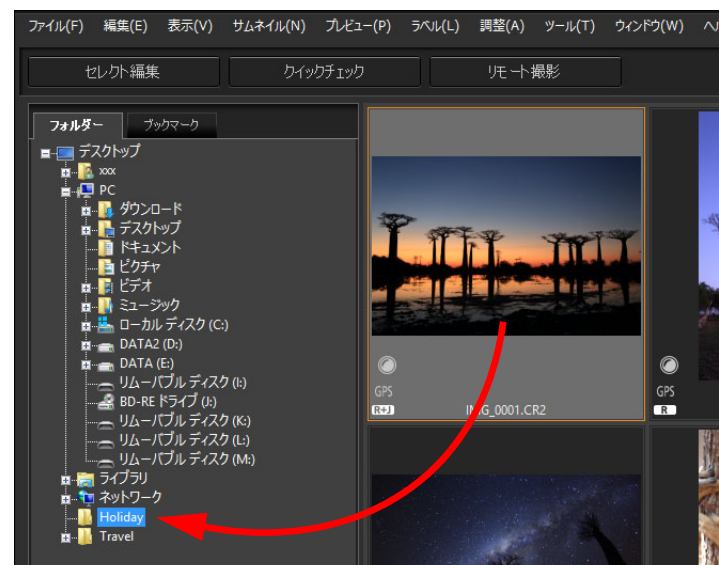 ファイル(F) 編集(E) 表示(V) サムネイル(N) プレビュー(P) ラベル(L) 調整(A) ツール(T) ウィンドウ(W)
セレクト編集 クイックチェック リモート撮影
フォルダー ブックマーク
デスクトップ
xxx
PC
ダウンロード
デスクトップ
ドキュメント
ピクチャ
ビデオ
ミュージック
ローカル ディスク (C:)
DATA2 (D:)
DATA (E:)
リムーバブル ディスク (I:)
BD-RE ドライブ (J:)
リムーバブル ディスク (K:)
リムーバブル ディスク (L:)
リムーバブル ディスク (M:)
ライブラリ
ネットワーク
Holiday
Travel
GPS
R+J IMG_0001.CR2
GPS
R